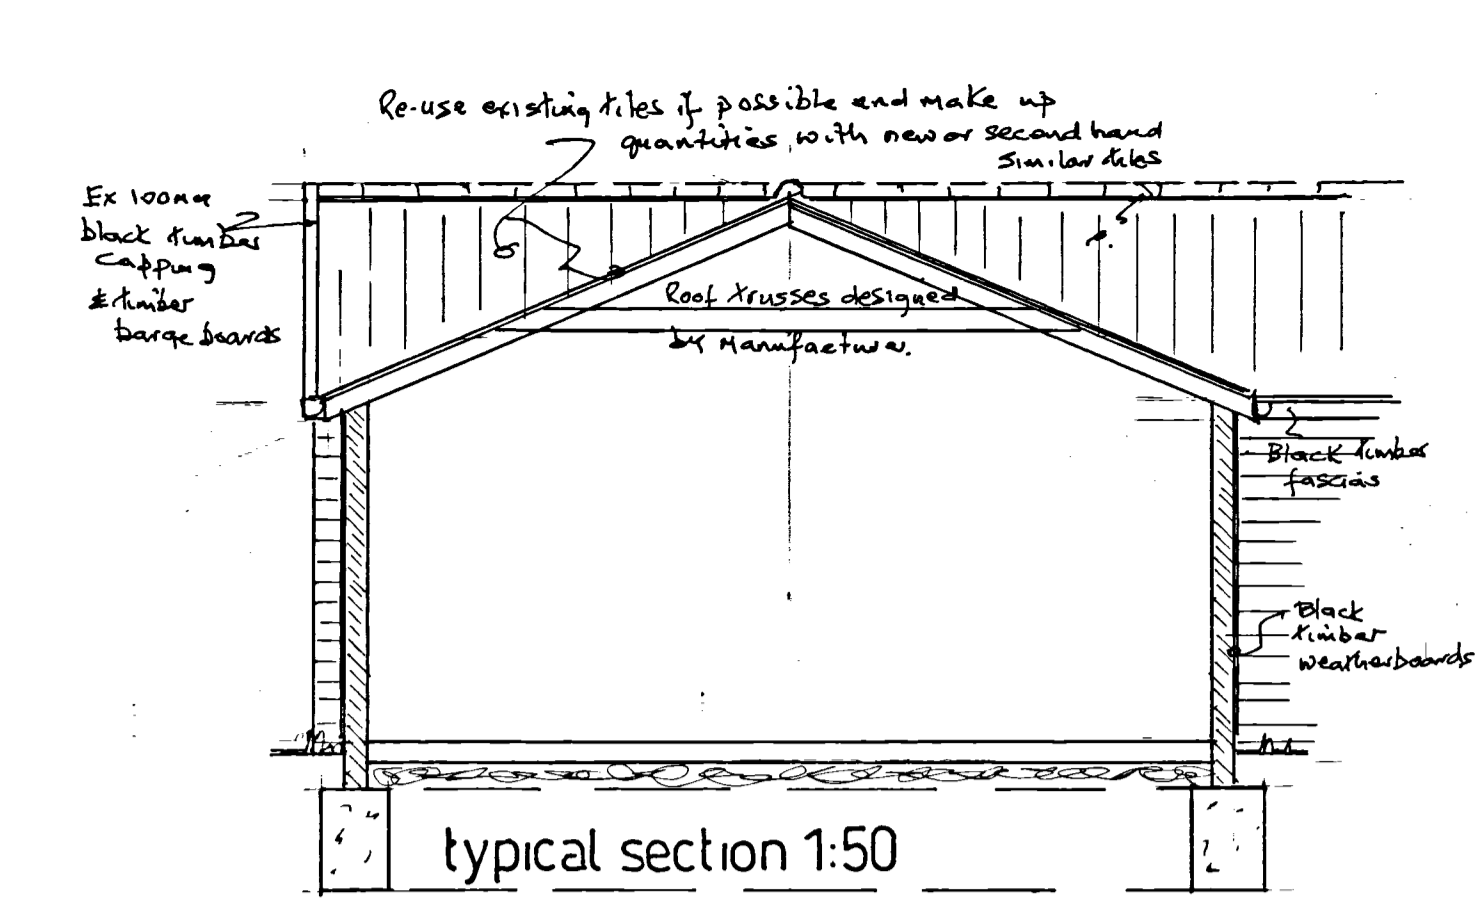 Re-use existing tiles if possible and make up
quantities with new or second hand
similar tiles
Ex 100mm
black timber
capping
& timber
barge boards
Roof trusses designed
by manufacturer.
Black timber
fascias
Black
timber
weatherboards
typical section 1:50